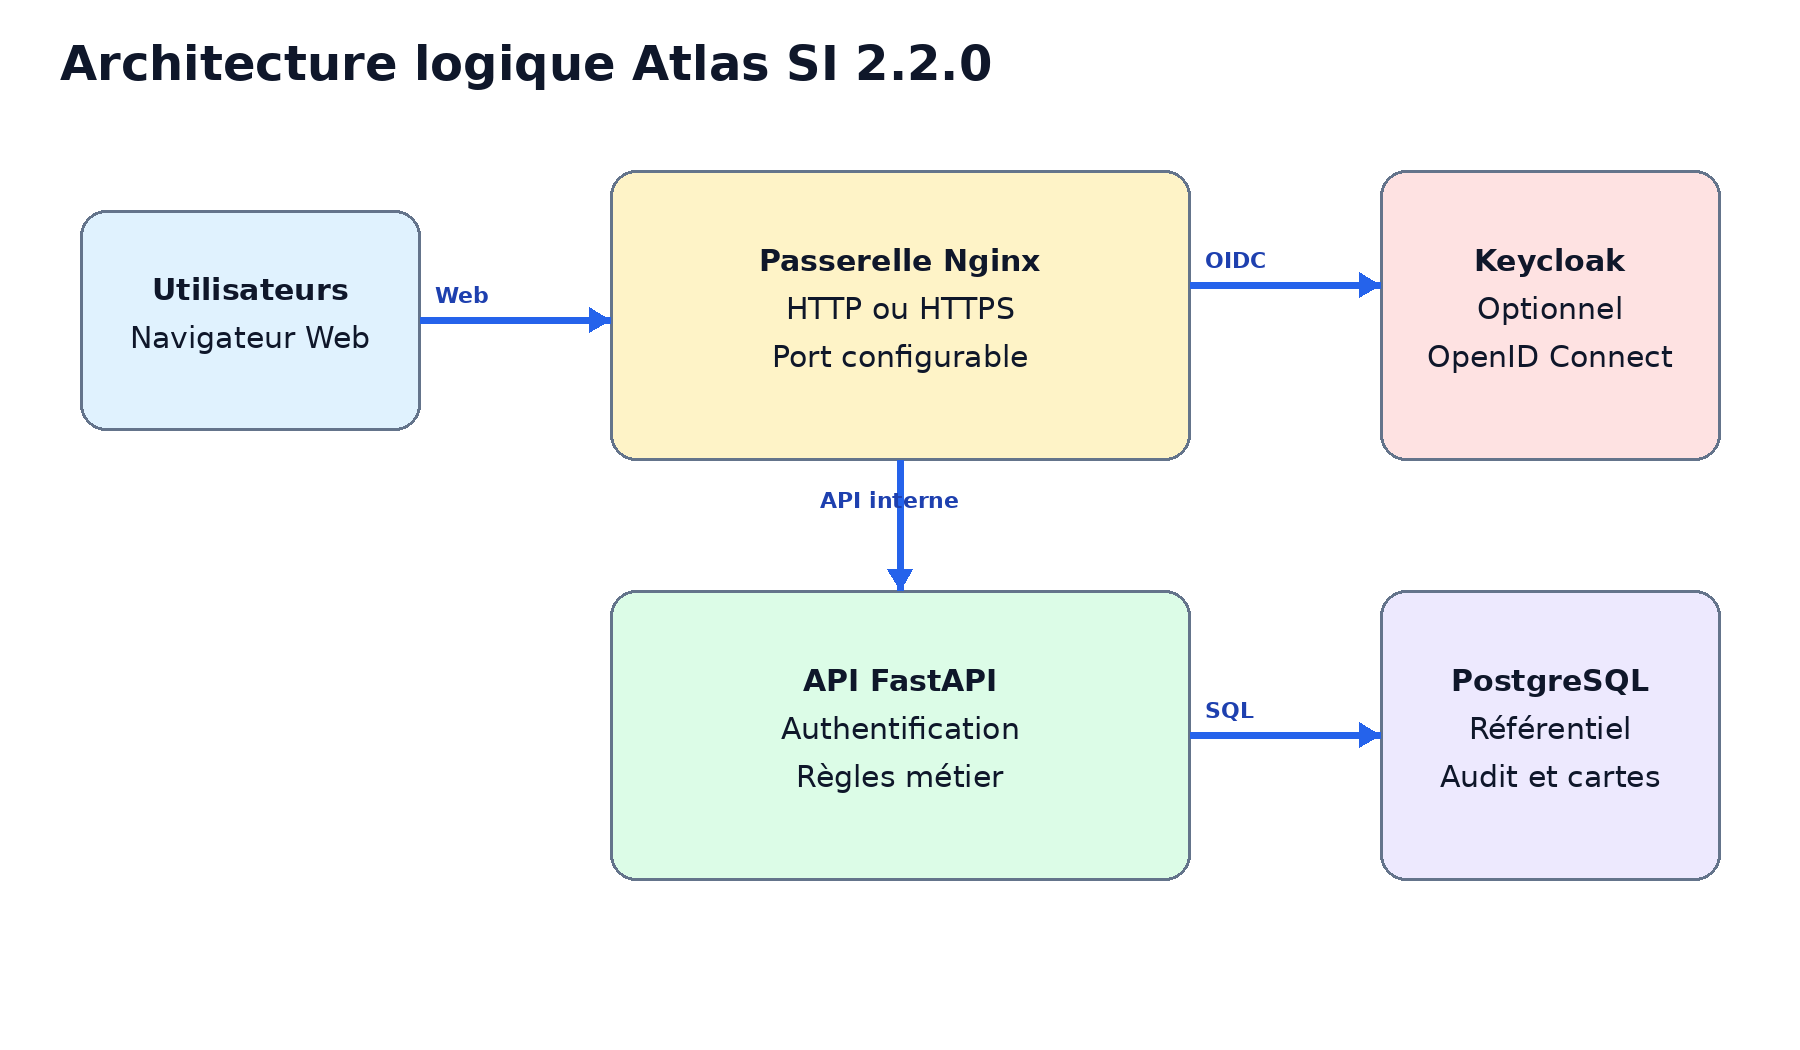 Architecture logique Atlas SI 2.2.0
Utilisateurs
Navigateur Web
Web
Passerelle Nginx
HTTP ou HTTPS
Port configurable
OIDC
Keycloak
Optionnel
OpenID Connect
API interne
API FastAPI
Authentification
Règles métier
SQL
PostgreSQL
Référentiel
Audit et cartes